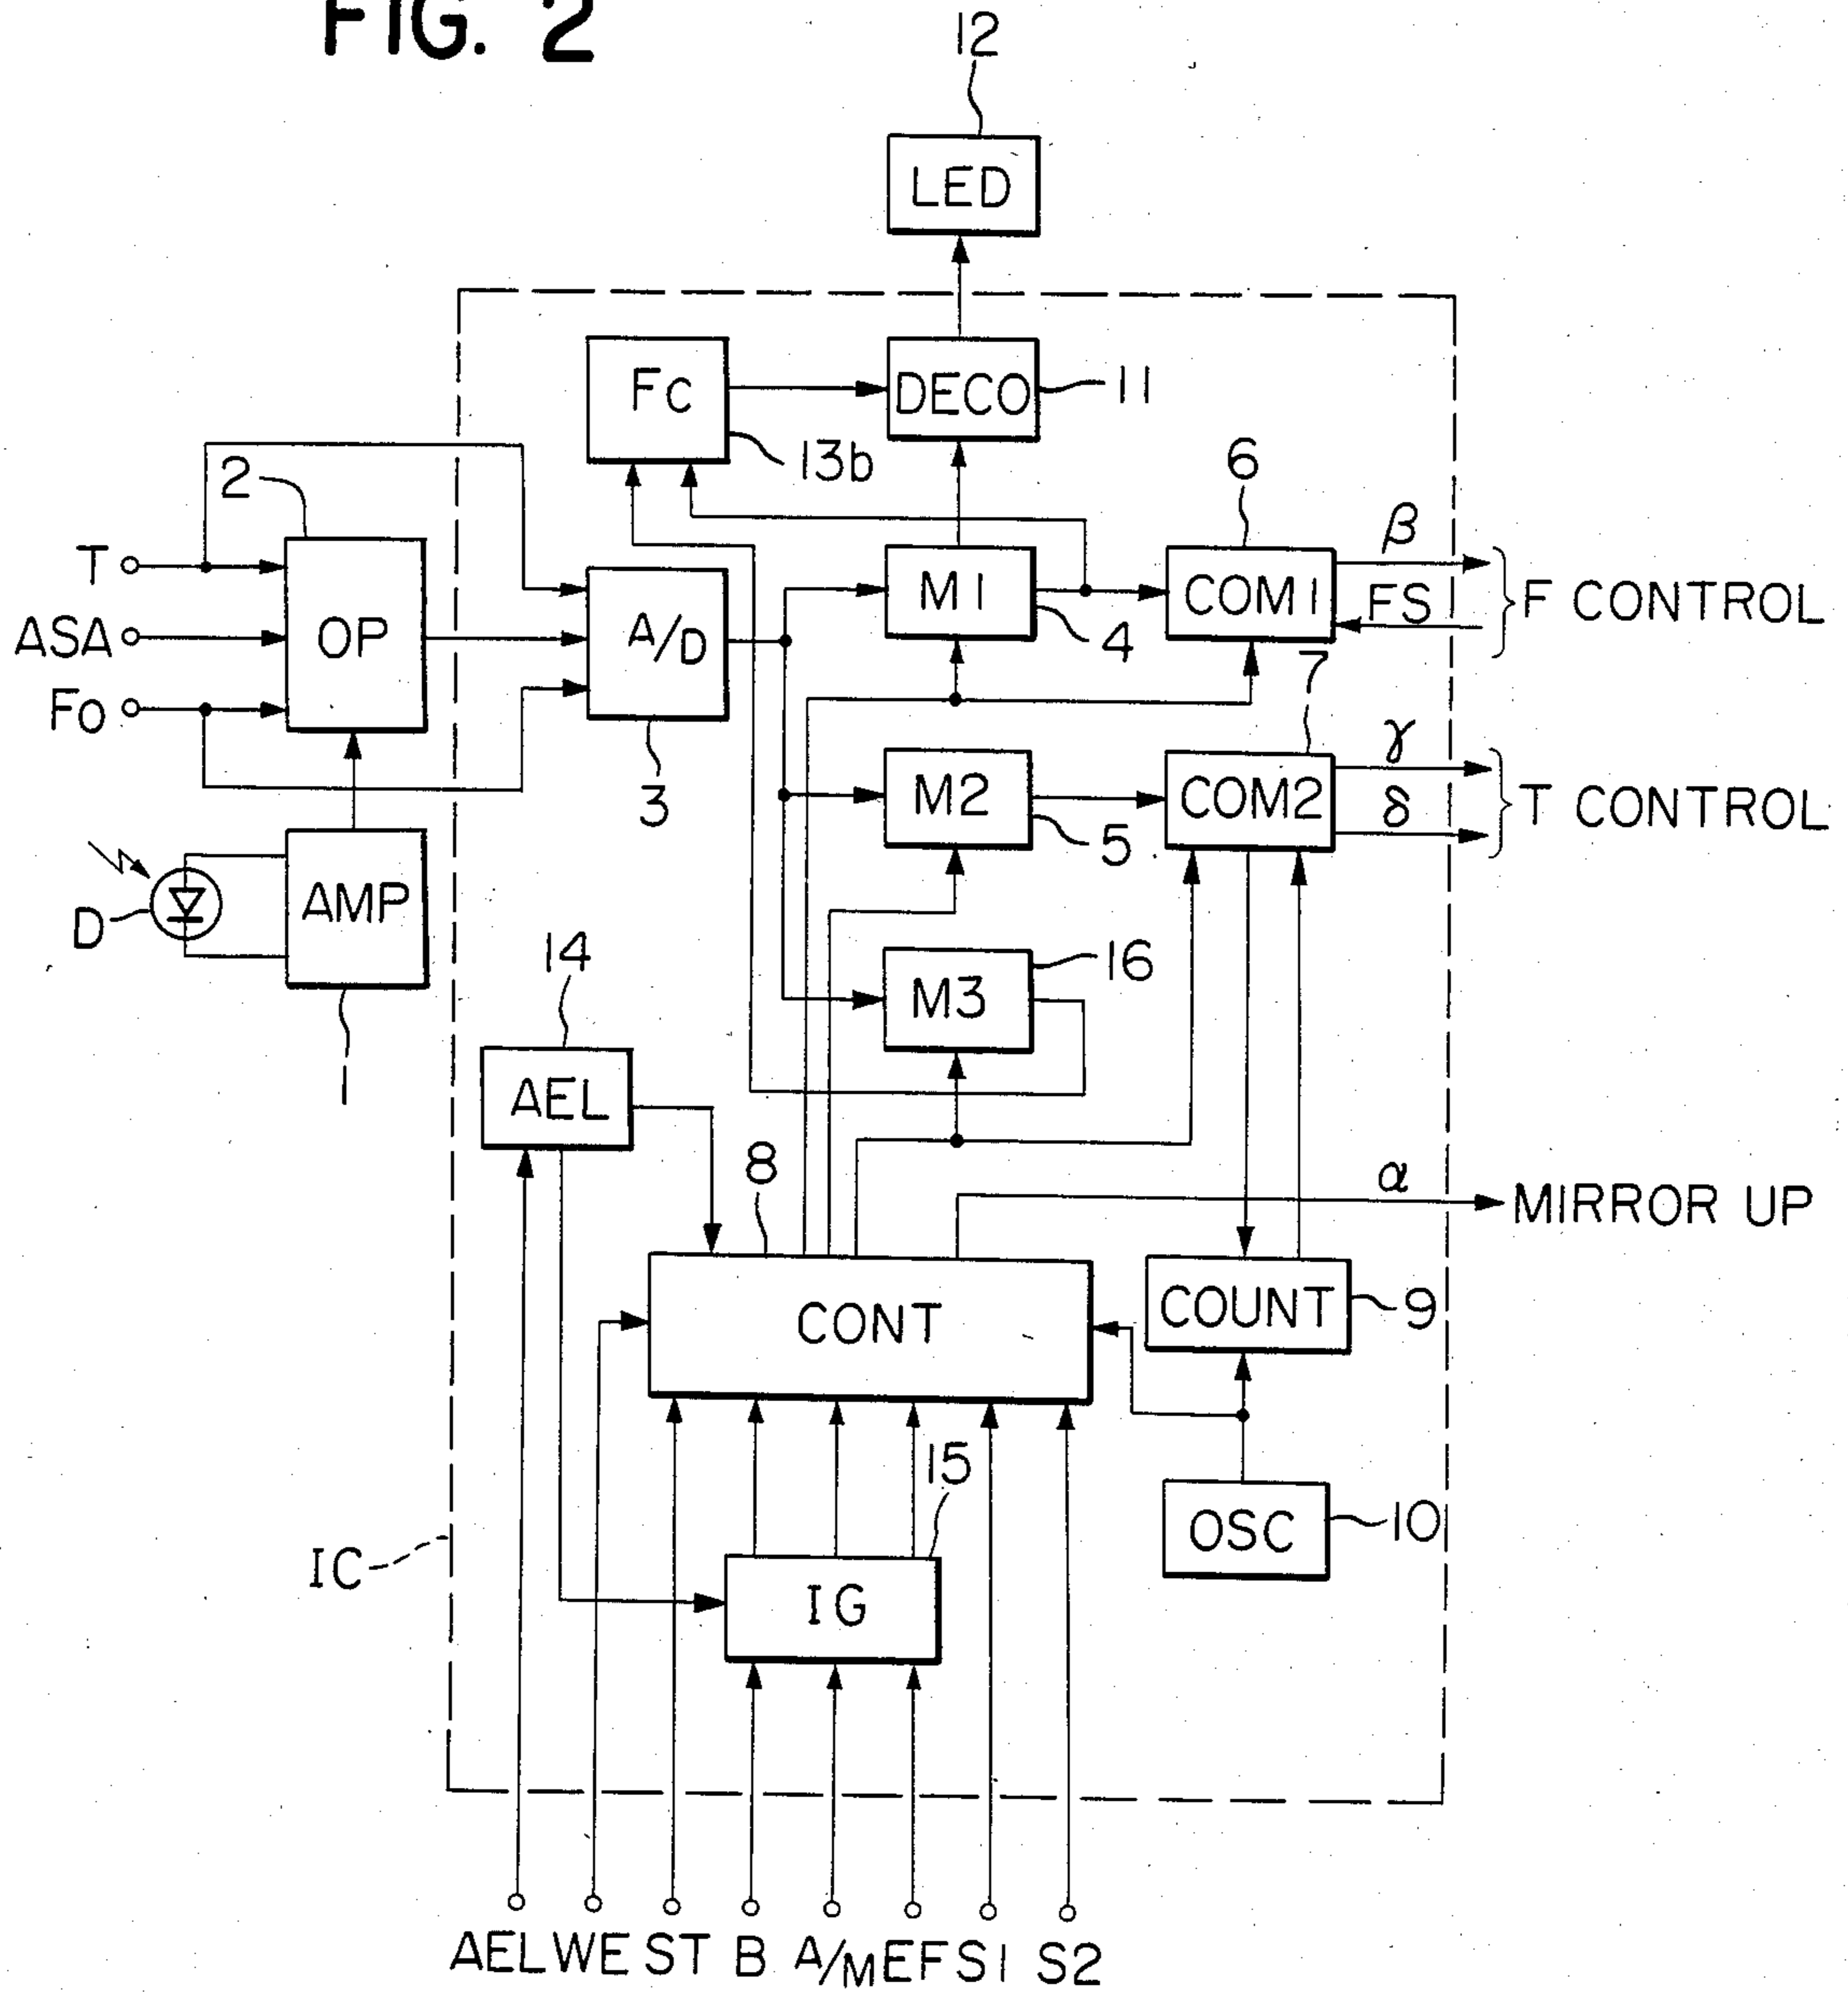 FIG. 2
12
LED
FC
DECO
11
13b
2
6
T
OP
A/D
M1
4
COM1
β
FS
F CONTROL
ASA
FO
3
7
M2
5
COM2
γ
δ
T CONTROL
D
AMP
1
14
16
M3
AEL
8
α
MIRROR UP
CONT
COUNT
9
15
OSC
10
IC
IG
AEL WE ST B A/M EF S1 S2